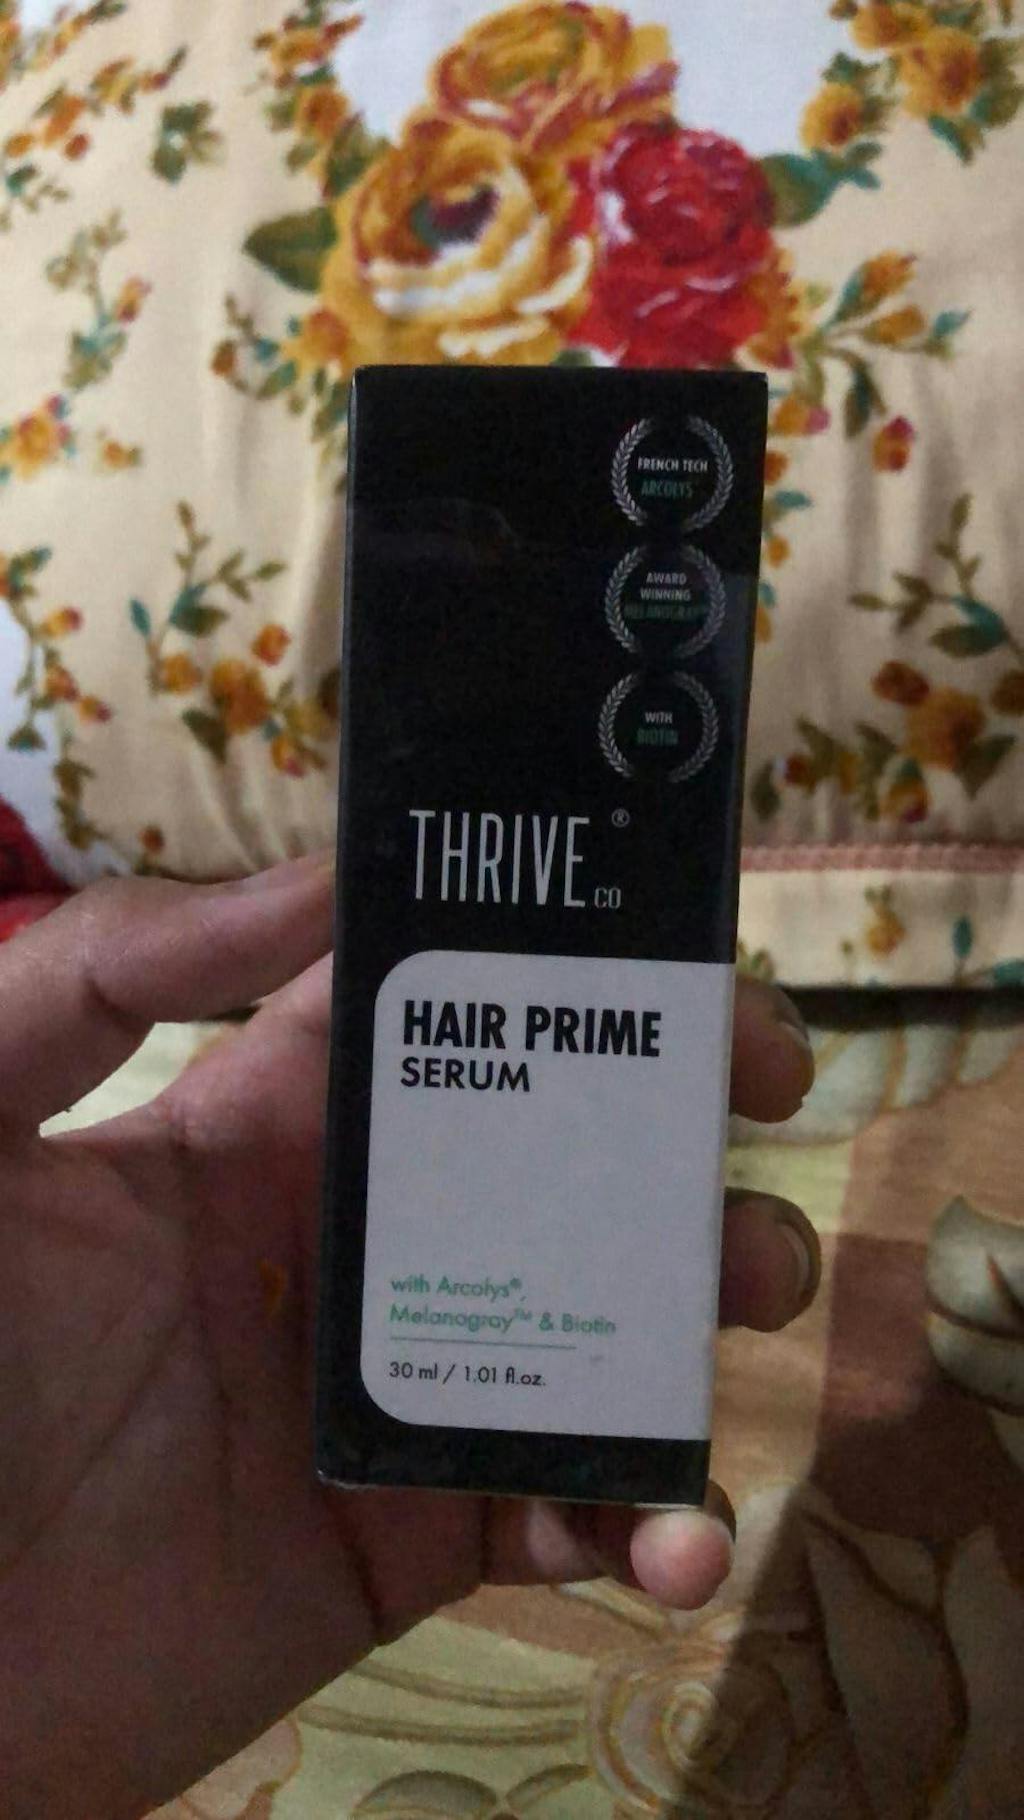 FRENCH TECH
ARCOLYS
AWARD
WINNING
MELANOGRAY™
WITH
BIOTIN
THRIVE®
CO
HAIR PRIME
SERUM
with Arcolys®,
Melanogray™ & Biotin
30 ml / 1.01 fl.oz.